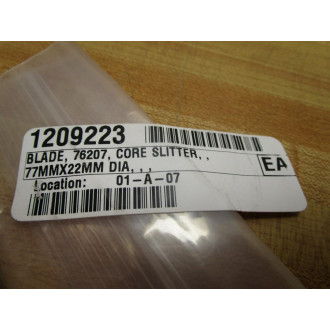 1209223
BLADE, 76207, CORE SLITTER, ,
77MMX22MM DIA, , ,
EA
Location: 01-A-07